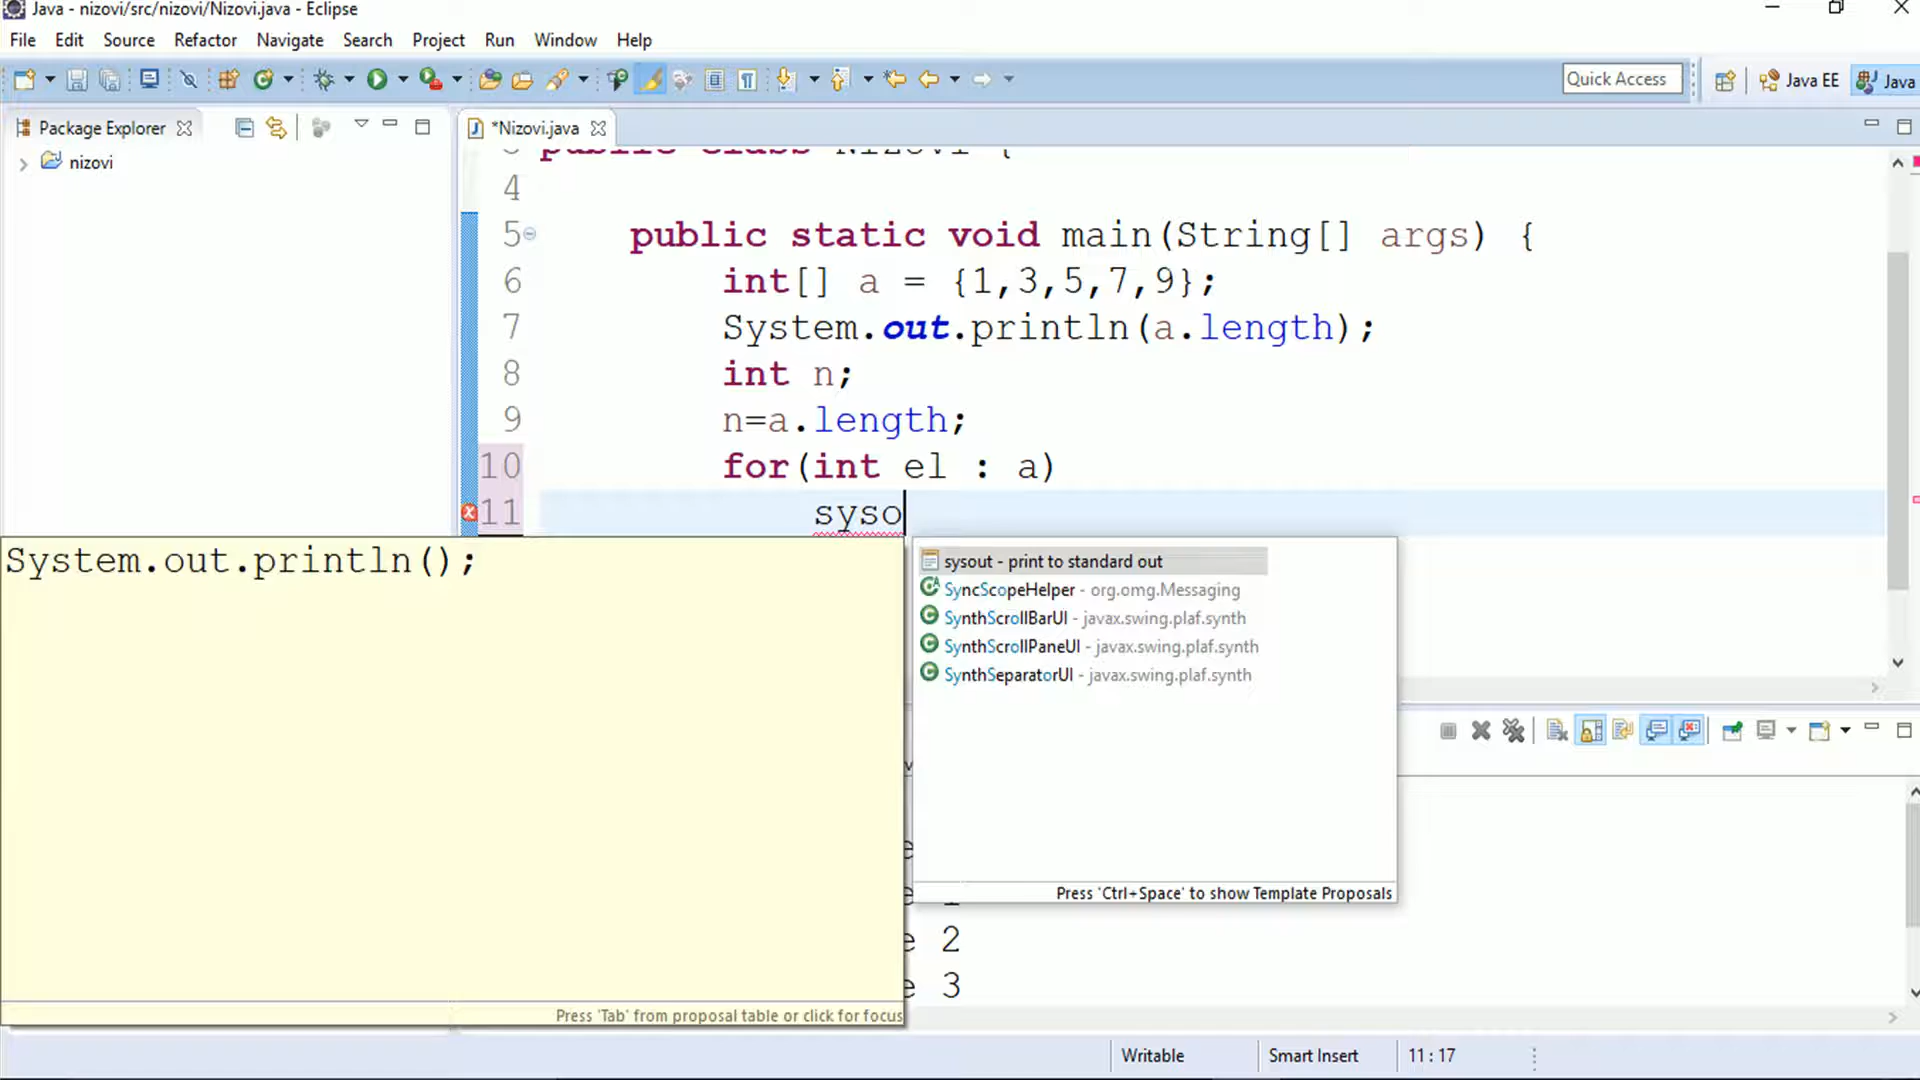 Java - nizovi/src/nizovi/Nizovi.java - Eclipse
File Edit Source Refactor Navigate Search Project Run Window Help
Quick Access Java EE Java
Package Explorer
nizovi
*Nizovi.java
public class Nizovi {
4
5 public static void main(String[] args) {
6 int[] a = {1,3,5,7,9};
7 System.out.println(a.length);
8 int n;
9 n=a.length;
10 for(int el : a)
11 syso
System.out.println();
Press 'Tab' from proposal table or click for focus
sysout - print to standard out
SyncScopeHelper - org.omg.Messaging
SynthScrollBarUI - javax.swing.plaf.synth
SynthScrollPaneUI - javax.swing.plaf.synth
SynthSeparatorUI - javax.swing.plaf.synth
Press 'Ctrl+Space' to show Template Proposals
e 2
e 3
Writable Smart Insert 11 : 17